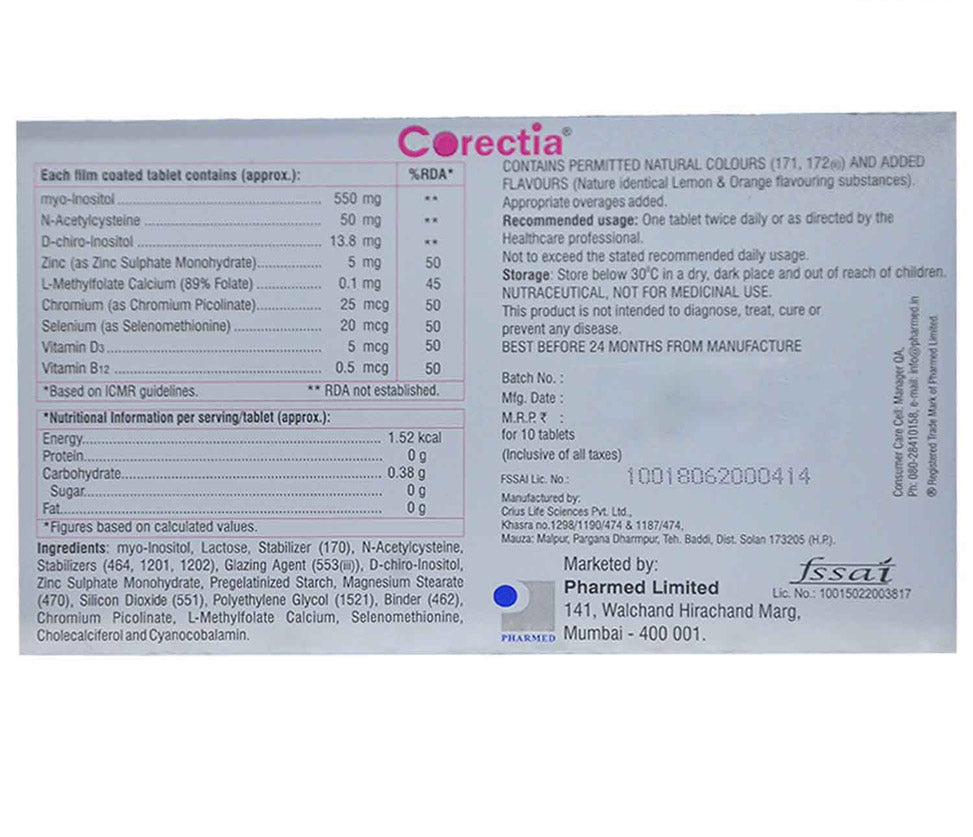 Corectia®
Each film coated tablet contains (approx.): %RDA*
myo-Inositol 550 mg **
N-Acetylcysteine 50 mg **
D-chiro-Inositol 13.8 mg **
Zinc (as Zinc Sulphate Monohydrate) 5 mg 50
L-Methylfolate Calcium (89% Folate) 0.1 mg 45
Chromium (as Chromium Picolinate) 25 mcg 50
Selenium (as Selenomethionine) 20 mcg 50
Vitamin D3 5 mcg 50
Vitamin B12 0.5 mcg 50
*Based on ICMR guidelines. ** RDA not established.
*Nutritional Information per serving/tablet (approx.):
Energy 1.52 kcal
Protein 0 g
Carbohydrate 0.38 g
Sugar 0 g
Fat 0 g
*Figures based on calculated values.
Ingredients: myo-Inositol, Lactose, Stabilizer (170), N-Acetylcysteine,
Stabilizers (464, 1201, 1202), Glazing Agent (553(iii)), D-chiro-Inositol,
Zinc Sulphate Monohydrate, Pregelatinized Starch, Magnesium Stearate
(470), Silicon Dioxide (551), Polyethylene Glycol (1521), Binder (462),
Chromium Picolinate, L-Methylfolate Calcium, Selenomethionine,
Cholecalciferol and Cyanocobalamin.
CONTAINS PERMITTED NATURAL COLOURS (171, 172(ii)) AND ADDED
FLAVOURS (Nature identical Lemon & Orange flavouring substances).
Appropriate overages added.
Recommended usage: One tablet twice daily or as directed by the
Healthcare professional.
Not to exceed the stated recommended daily usage.
Storage: Store below 30°C in a dry, dark place and out of reach of children.
NUTRACEUTICAL, NOT FOR MEDICINAL USE.
This product is not intended to diagnose, treat, cure or
prevent any disease.
BEST BEFORE 24 MONTHS FROM MANUFACTURE
Batch No. :
Mfg. Date :
M.R.P. ₹ :
for 10 tablets
(Inclusive of all taxes)
FSSAI Lic. No.: 10018062000414
Manufactured by:
Crius Life Sciences Pvt. Ltd.,
Khasra no.1298/1190/474 & 1187/474,
Mauza: Malpur, Pargana Dharmpur, Teh. Baddi, Dist. Solan 173205 (H.P.).
Marketed by:
Pharmed Limited
141, Walchand Hirachand Marg,
Mumbai - 400 001.
PHARMED
fssai
Lic. No.: 10015022003817
Consumer Care Cell: Manager QA,
Ph: 080-28410158, e-mail: info@pharmed.in
® Registered Trade Mark of Pharmed Limited.